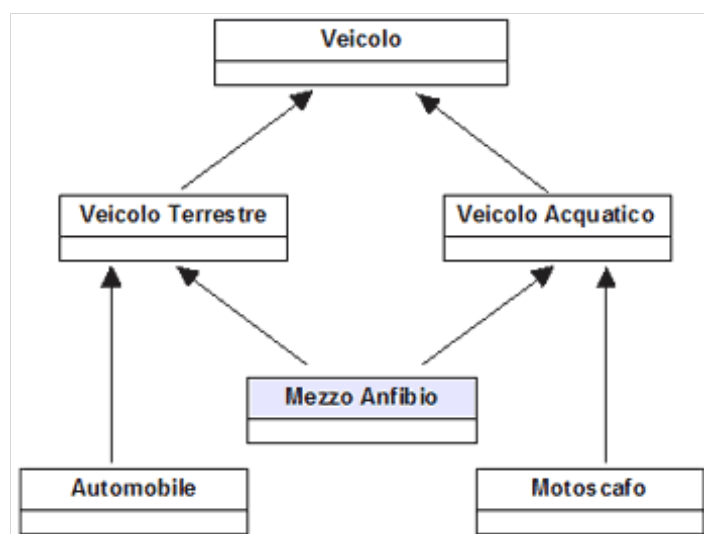 Veicolo
Veicolo Terrestre
Veicolo Acquatico
Mezzo Anfibio
Automobile
Motoscafo